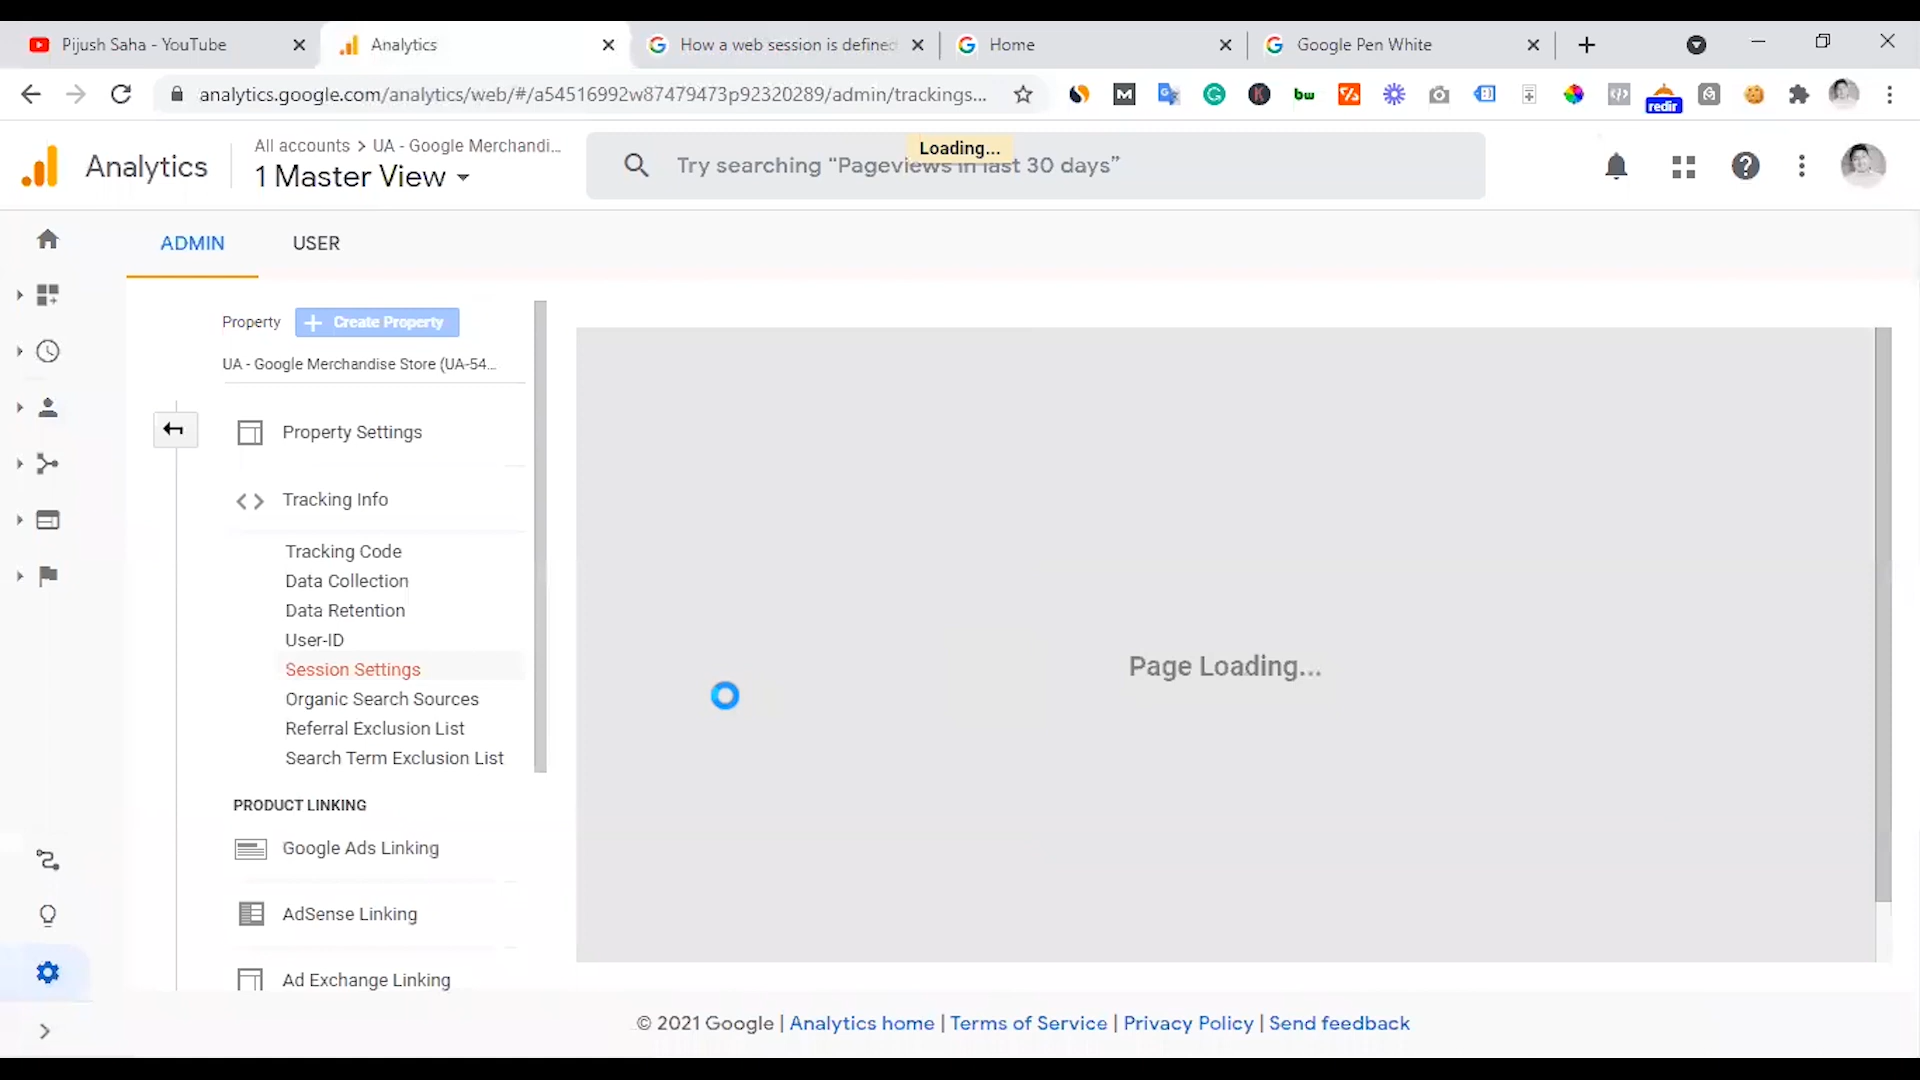 Pijush Saha - YouTube
Analytics
How a web session is defined
Home
Google Pen White
analytics.google.com/analytics/web/#/a54516992w87479473p92320289/admin/trackings...
redir
Analytics
All accounts > UA - Google Merchandi...
1 Master View
Loading...
Try searching “Pageviews in last 30 days”
ADMIN
USER
Property
Create Property
UA - Google Merchandise Store (UA-54...
Property Settings
Tracking Info
Tracking Code
Data Collection
Data Retention
User-ID
Session Settings
Organic Search Sources
Referral Exclusion List
Search Term Exclusion List
PRODUCT LINKING
Google Ads Linking
AdSense Linking
Ad Exchange Linking
Page Loading...
© 2021 Google | Analytics home | Terms of Service | Privacy Policy | Send feedback